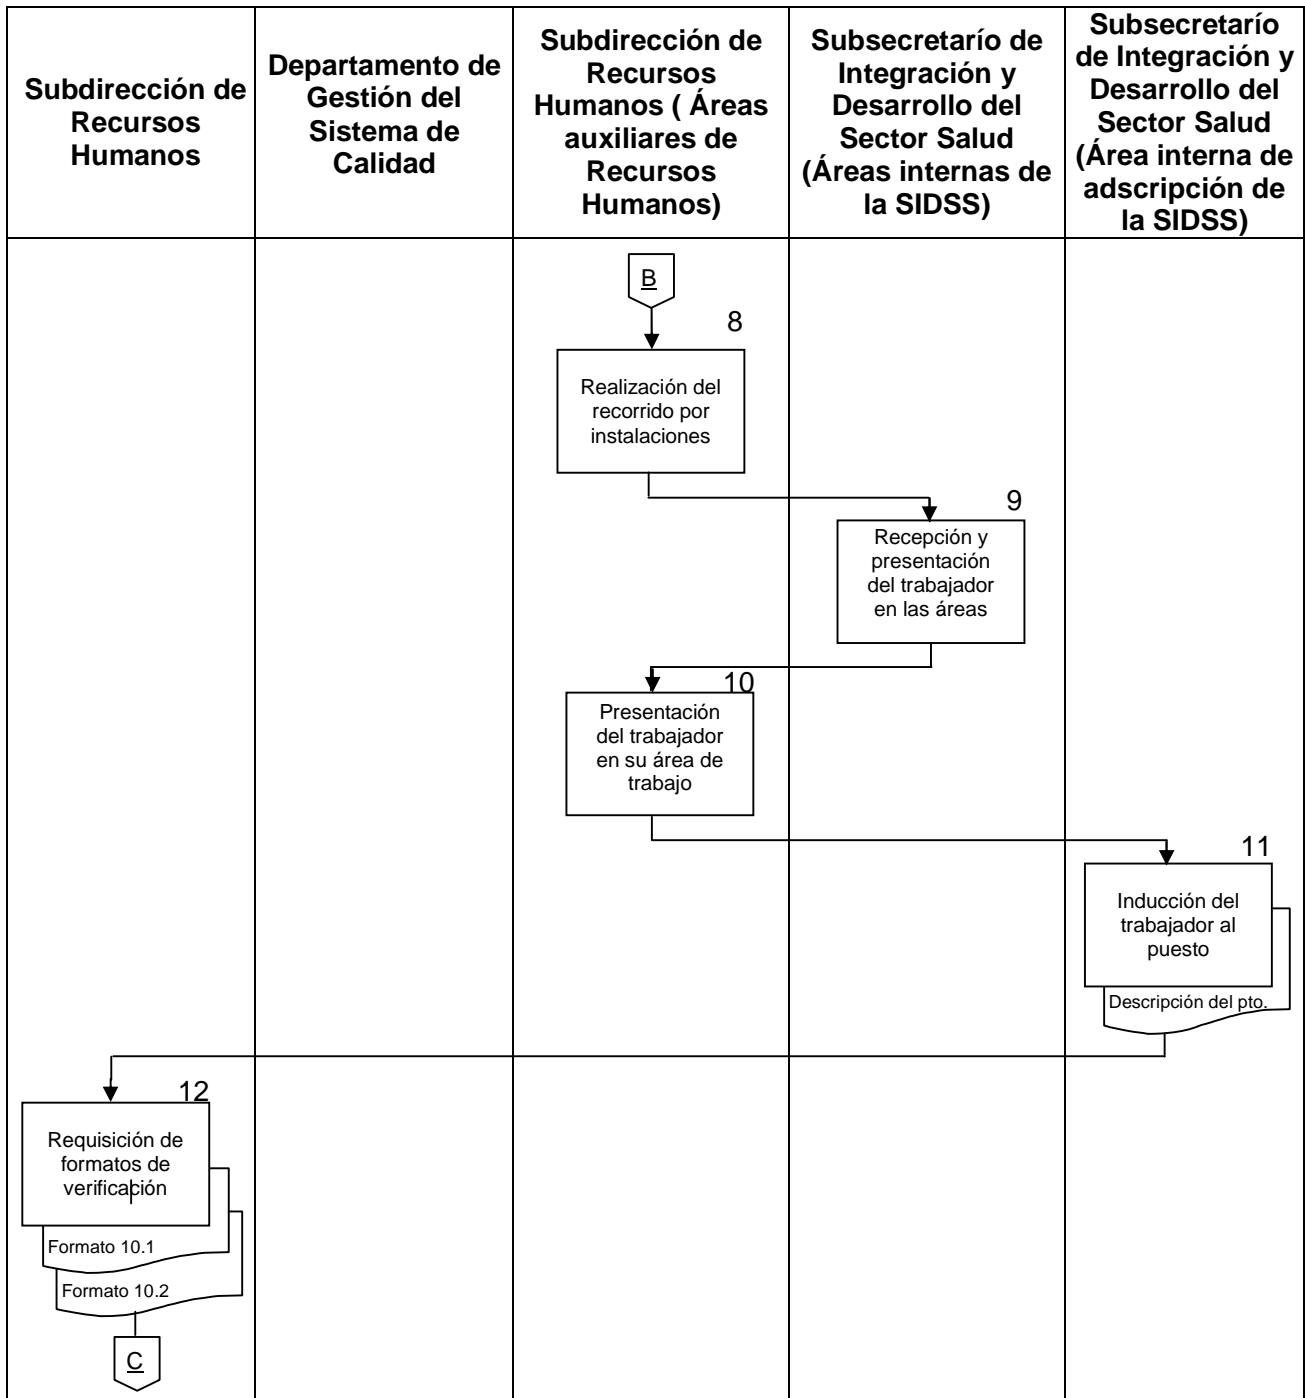 Subdirección de
Recursos
Humanos
Departamento de
Gestión del
Sistema de
Calidad
Subdirección de
Recursos
Humanos ( Áreas
auxiliares de
Recursos
Humanos)
Subsecretarío de
Integración y
Desarrollo del
Sector Salud
(Áreas internas de
la SIDSS)
Subsecretarío
de Integración y
Desarrollo del
Sector Salud
(Área interna de
adscripción de
la SIDSS)
B
8
Realización del
recorrido por
instalaciones
9
Recepción y
presentación
del trabajador
en las áreas
10
Presentación
del trabajador
en su área de
trabajo
11
Inducción del
trabajador al
puesto
Descripción del pto.
12
Requisición de
formatos de
verificación
Formato 10.1
Formato 10.2
C